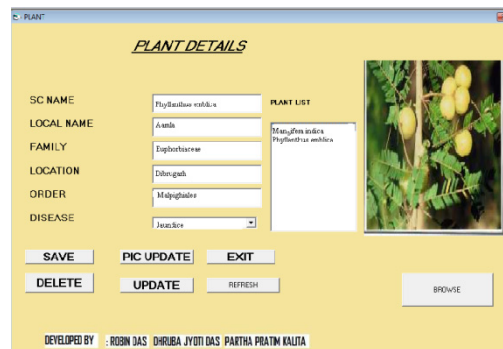 PLANT
PLANT DETAILS
SC NAME
Phyllanthus emblica
PLANT LIST
LOCAL NAME
Aamla
Mangifera indica
Phyllanthus emblica
FAMILY
Euphorbiaceae
LOCATION
Dibrugarh
ORDER
Malpighiales
DISEASE
Jaundice
SAVE PIC UPDATE EXIT
DELETE UPDATE REFRESH BROWSE
DEVELOPED BY : ROBIN DAS DHRUBA JYOTI DAS PARTHA PRATIM KALITA